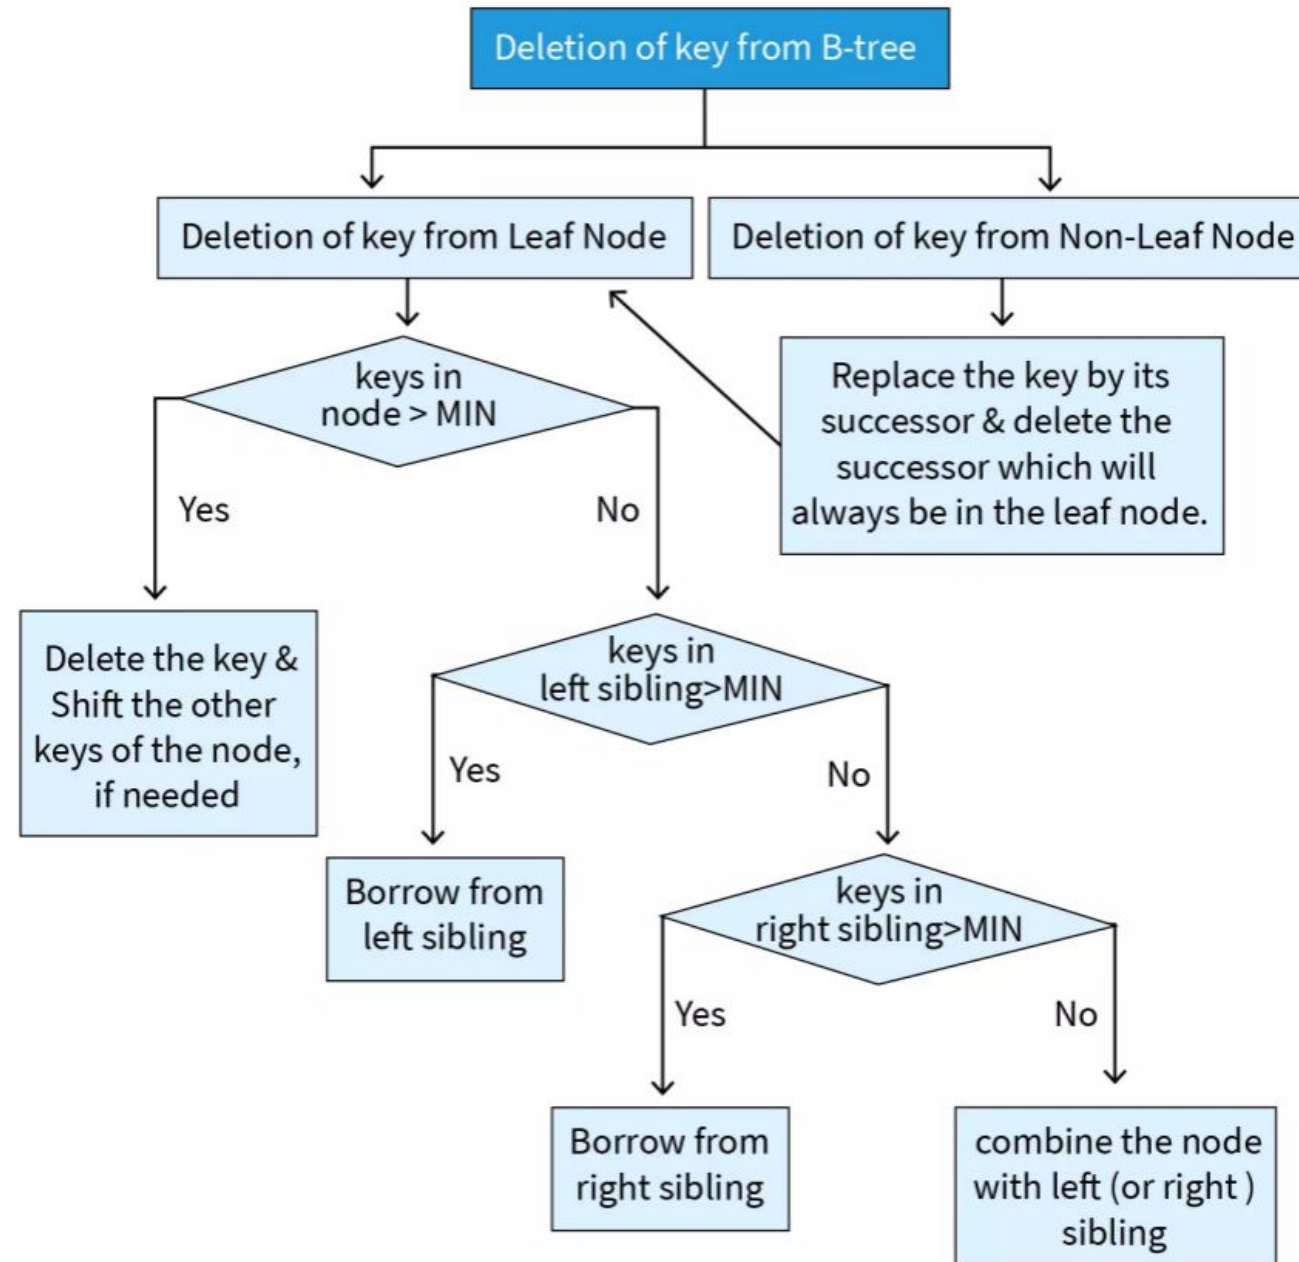 Deletion of key from B-tree
Deletion of key from Leaf Node
Deletion of key from Non-Leaf Node
keys in
node > MIN
Replace the key by its
successor & delete the
successor which will
always be in the leaf node.
Yes
No
Delete the key &
Shift the other
keys of the node,
if needed
keys in
left sibling>MIN
Yes
No
Borrow from
left sibling
keys in
right sibling>MIN
Yes
No
Borrow from
right sibling
combine the node
with left (or right )
sibling